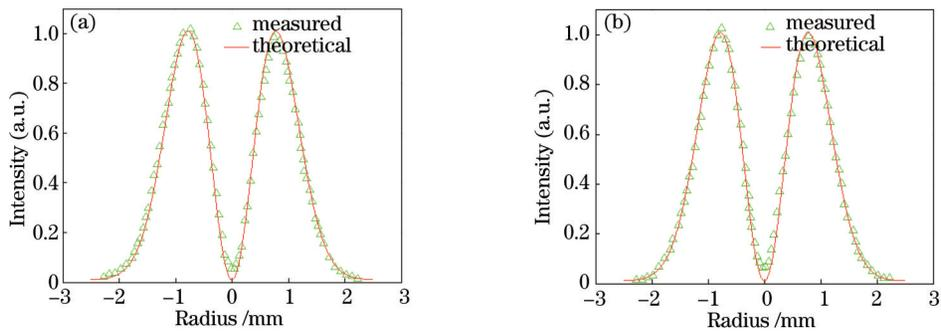 (a)
measured
theoretical
1.0
0.8
0.6
0.4
0.2
0
Intensity (a.u.)
−3 −2 −1 0 1 2 3
Radius /mm
(b)
measured
theoretical
1.0
0.8
0.6
0.4
0.2
0
Intensity (a.u.)
−3 −2 −1 0 1 2 3
Radius /mm